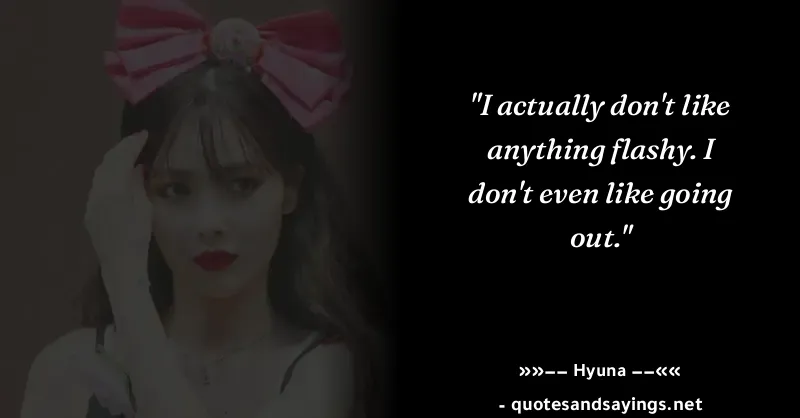 "I actually don't like
anything flashy. I
don't even like going
out."
»»−− Hyuna −−««
- quotesandsayings.net